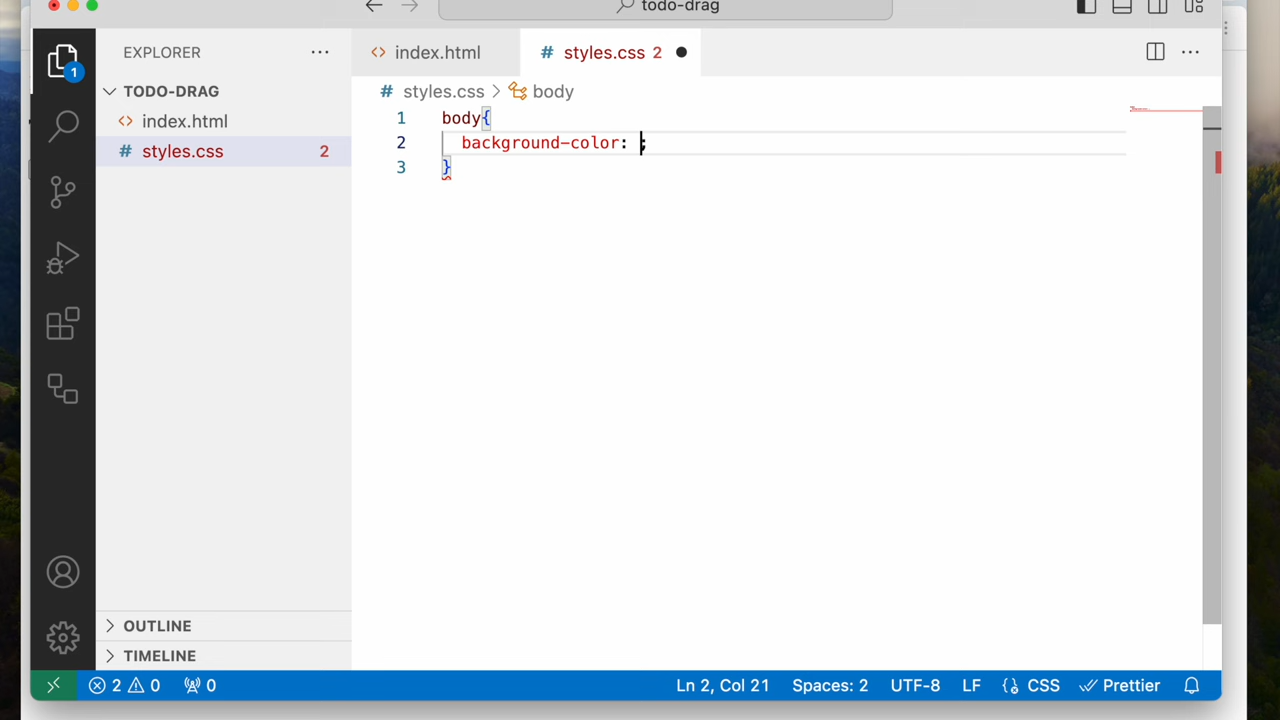 todo-drag
EXPLORER
index.html
styles.css 2
TODO-DRAG
styles.css
body
index.html
styles.css 2
1 body{
2 background-color: ;
3 }
1
OUTLINE
TIMELINE
2 0 0 Ln 2, Col 21 Spaces: 2 UTF-8 LF CSS Prettier